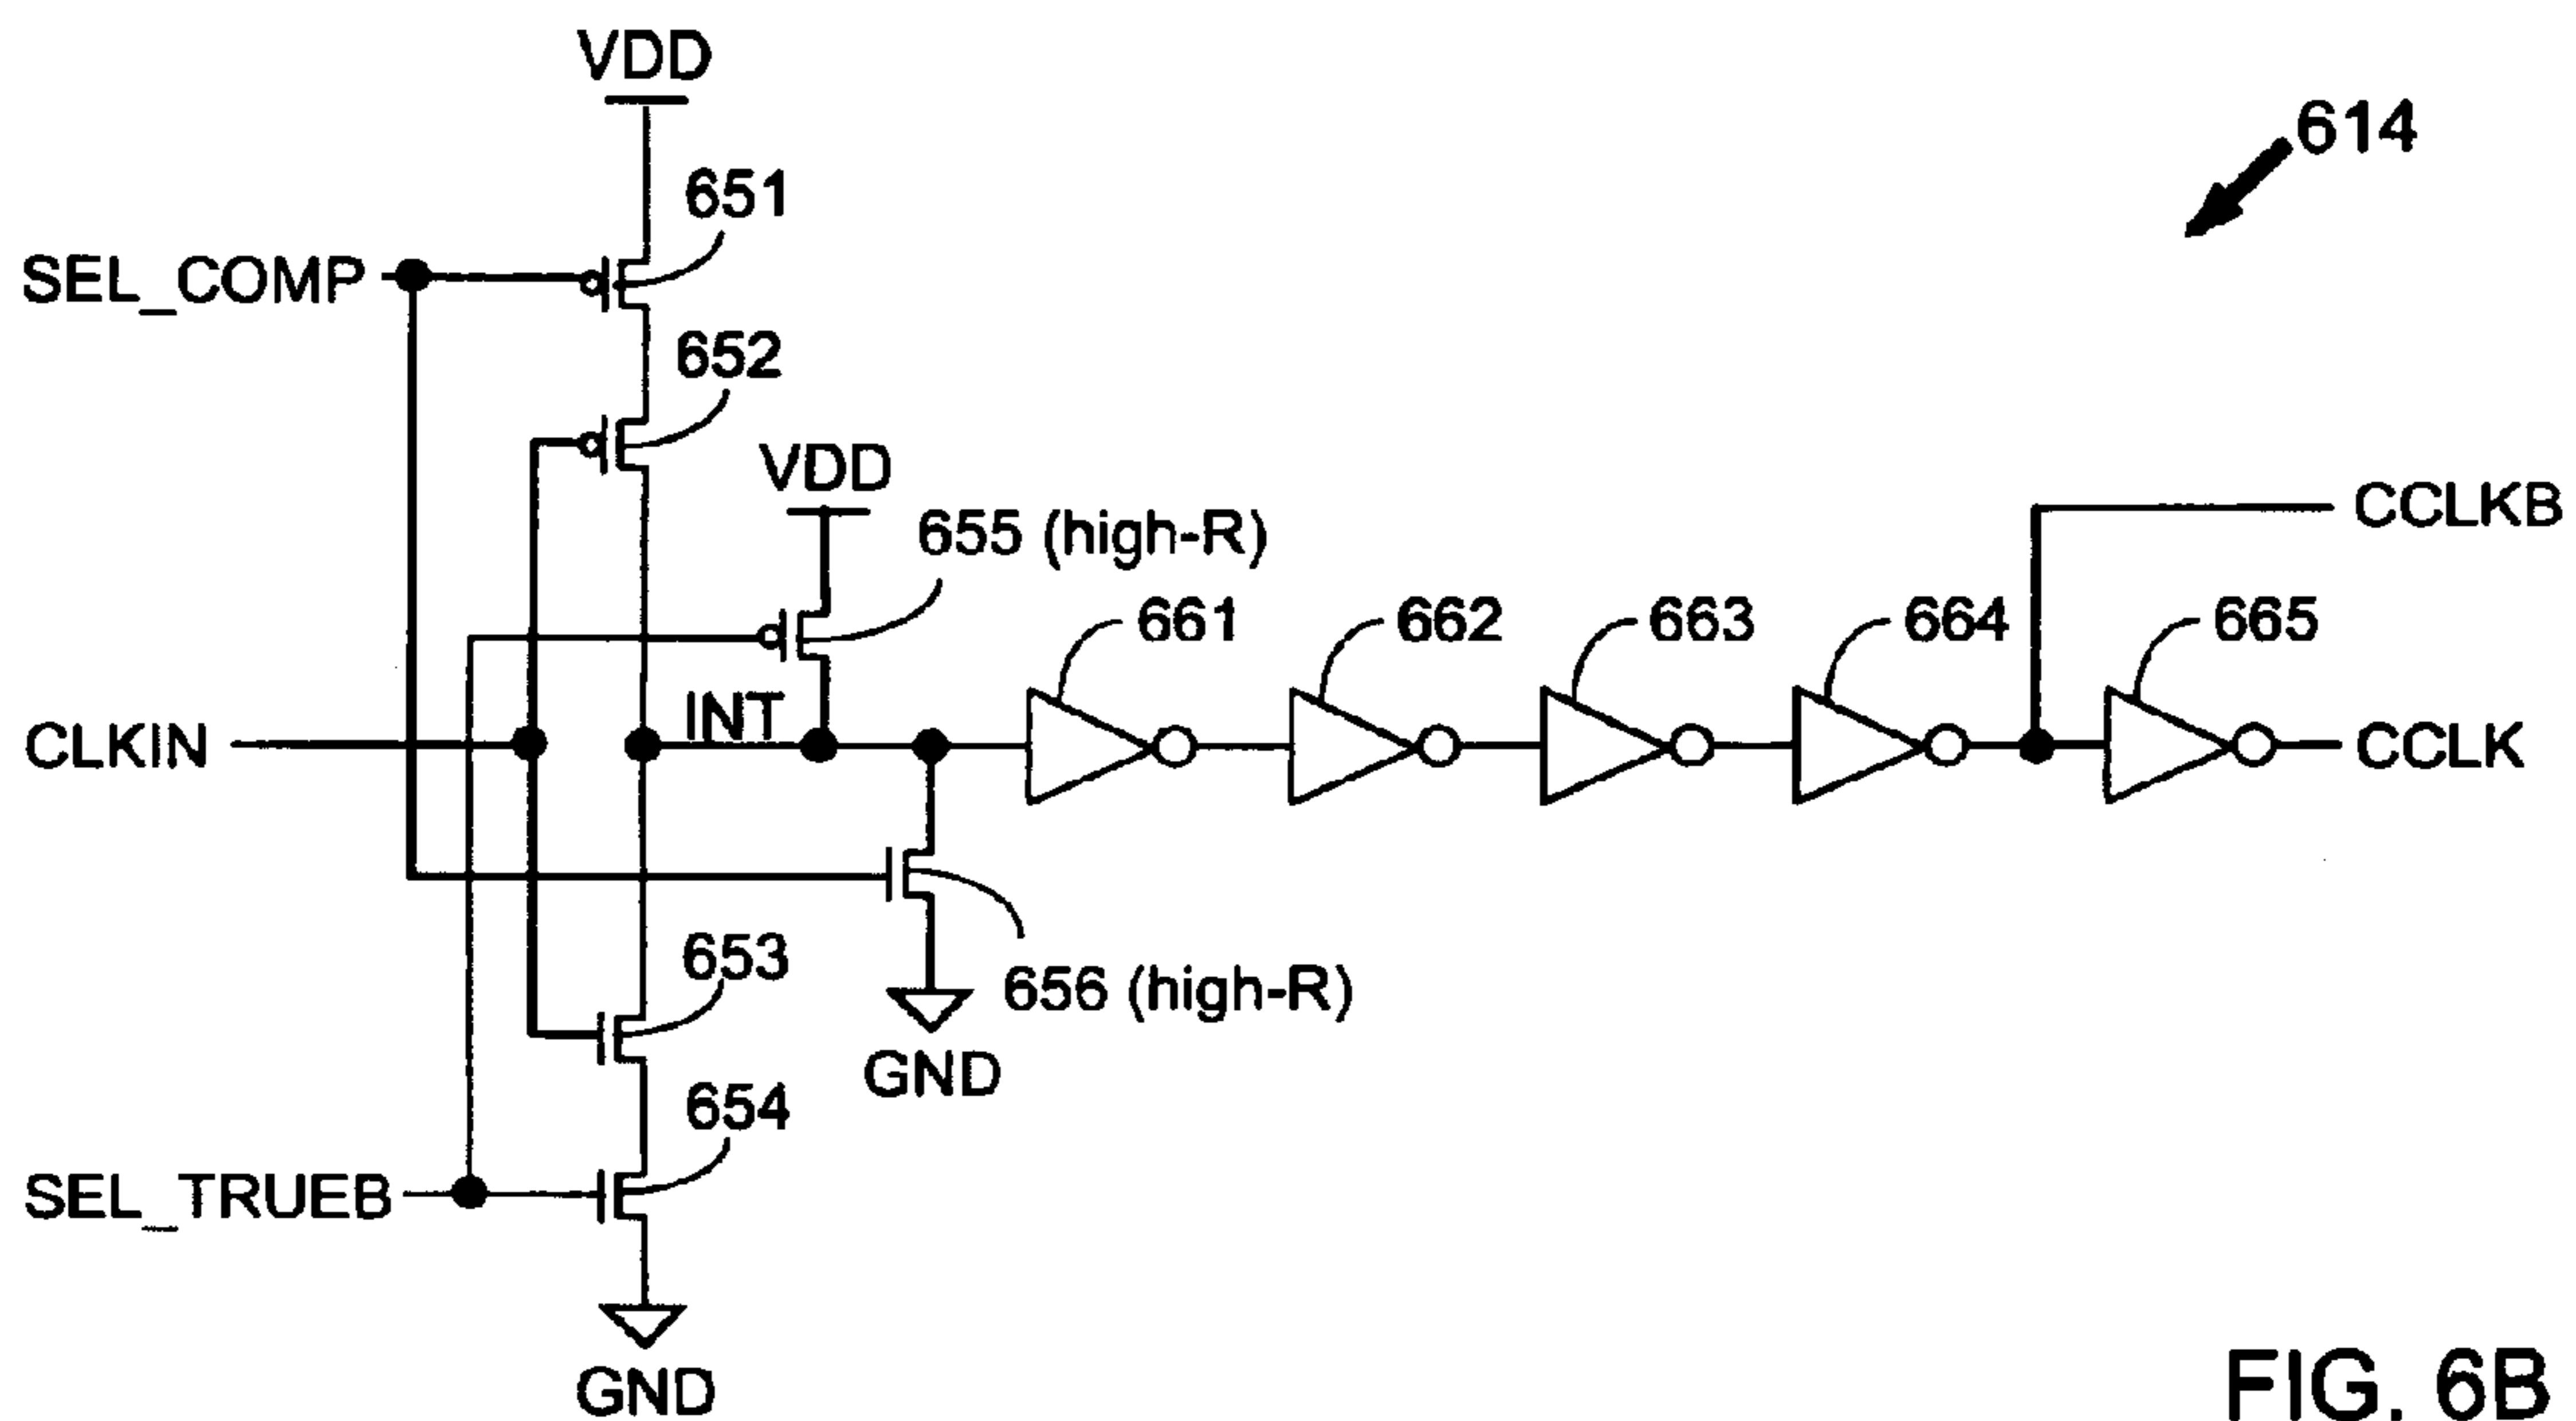 VDD
614
651
SEL_COMP
652
VDD
CCLKB
655 (high-R)
661
662
663
664
665
INT
CLKIN
CCLK
653
656 (high-R)
GND
654
SEL_TRUEB
GND
FIG. 6B